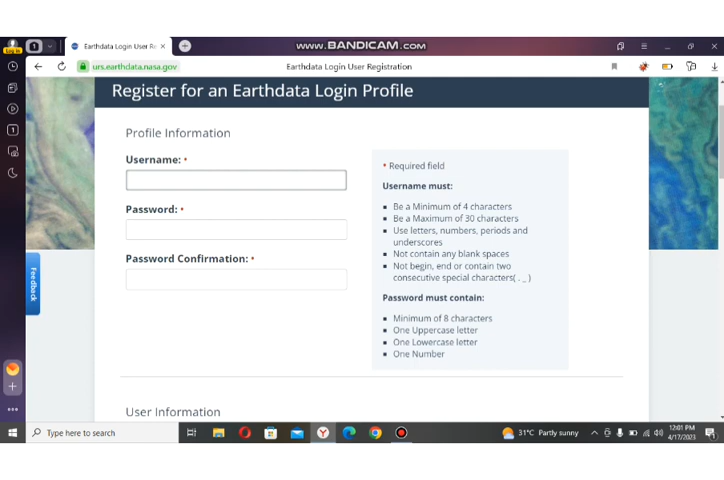 www.BANDICAM.com
Log in
1
Earthdata Login User Re
urs.earthdata.nasa.gov
Earthdata Login User Registration
Register for an Earthdata Login Profile
Profile Information
Username: •
Password: •
Password Confirmation: •
• Required field
Username must:
Be a Minimum of 4 characters
Be a Maximum of 30 characters
Use letters, numbers, periods and
underscores
Not contain any blank spaces
Not begin, end or contain two
consecutive special characters( . _ )
Password must contain:
Minimum of 8 characters
One Uppercase letter
One Lowercase letter
One Number
1
Feedback
User Information
Type here to search
31°C Partly sunny
12:01 PM
4/17/2023